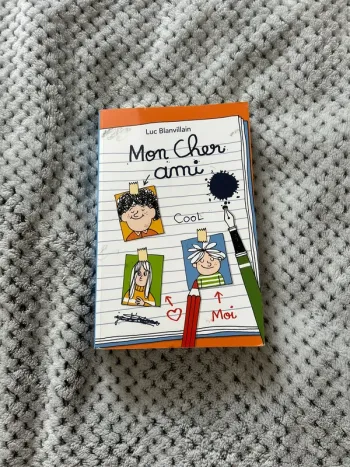 Luc Blanvillain
Mon Cher
ami
COOL
Moi